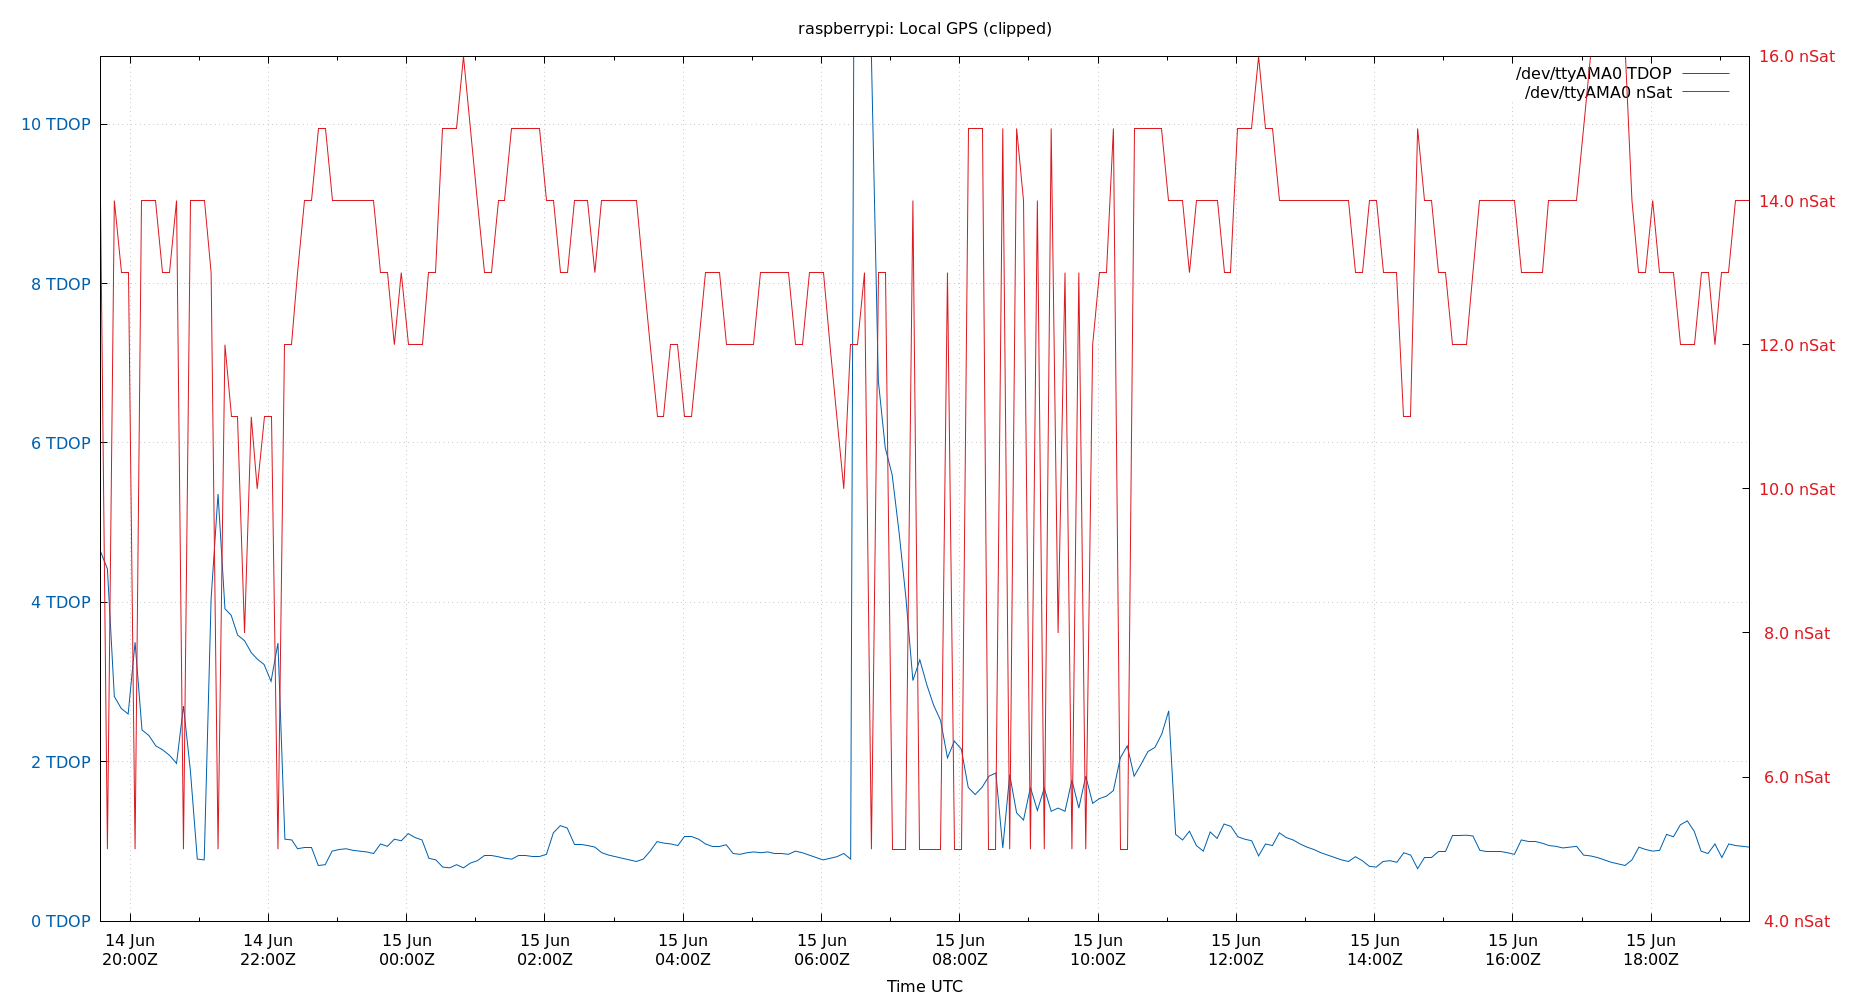 raspberrypi: Local GPS (clipped)
/dev/ttyAMA0 TDOP
/dev/ttyAMA0 nSat
10 TDOP
8 TDOP
6 TDOP
4 TDOP
2 TDOP
0 TDOP
16.0 nSat
14.0 nSat
12.0 nSat
10.0 nSat
8.0 nSat
6.0 nSat
4.0 nSat
14 Jun
20:00Z
14 Jun
22:00Z
15 Jun
00:00Z
15 Jun
02:00Z
15 Jun
04:00Z
15 Jun
06:00Z
15 Jun
08:00Z
15 Jun
10:00Z
15 Jun
12:00Z
15 Jun
14:00Z
15 Jun
16:00Z
15 Jun
18:00Z
Time UTC